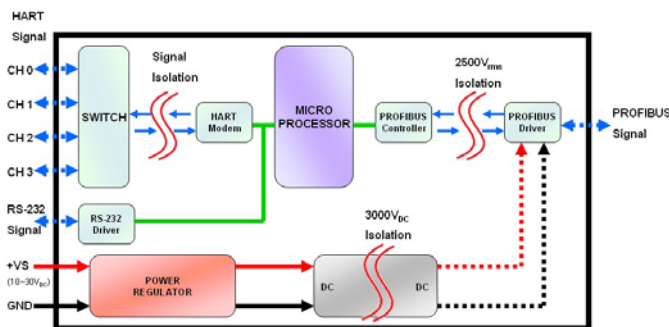 HART
Signal
CH 0
CH 1
CH 2
CH 3
RS-232
Signal
+VS
(10~30VDC)
GND
SWITCH
Signal
Isolation
HART
Modem
RS-232
Driver
MICRO
PROCESSOR
PROFIBUS
Controller
2500Vrms
Isolation
PROFIBUS
Driver
PROFIBUS
Signal
POWER
REGULATOR
3000VDC
Isolation
DC
DC